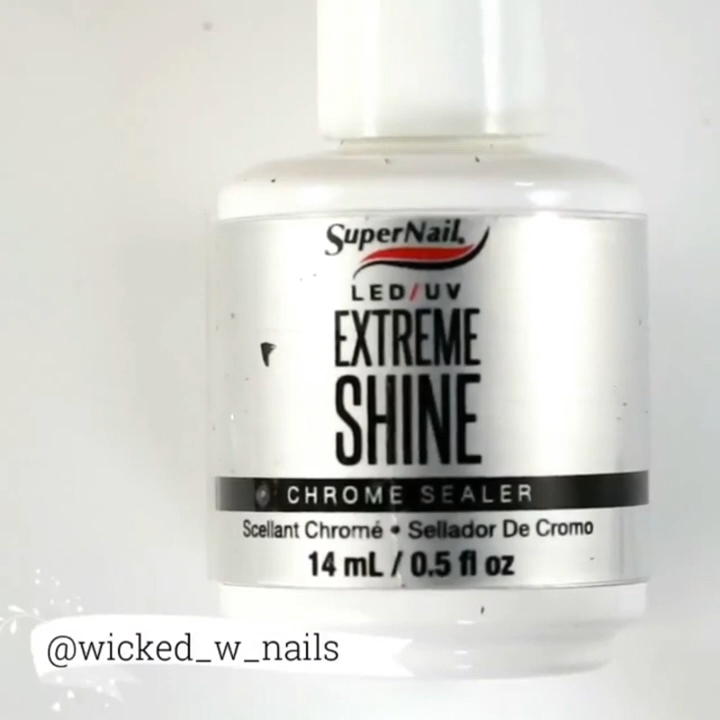 SuperNail.
LED/UV
EXTREME
SHINE
CHROME SEALER
Scellant Chromé • Sellador De Cromo
14 mL / 0.5 fl oz
@wicked_w_nails